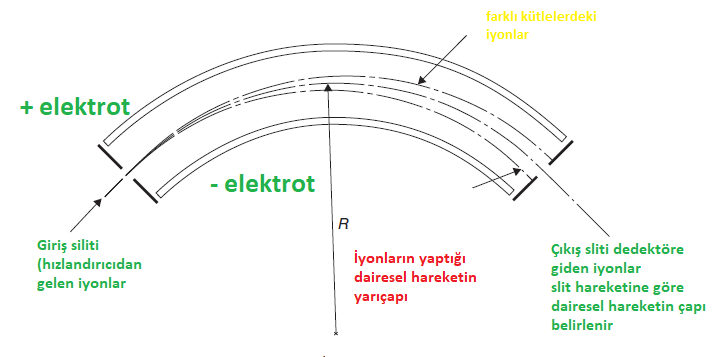 farklı kütlelerdeki
iyonlar
+ elektrot
- elektrot
Giriş siliti
(hızlandırıcıdan
gelen iyonlar
R
İyonların yaptığı
dairesel hareketin
yarıçapı
Çıkış sliti dedektöre
giden iyonlar
slit hareketine göre
dairesel hareketin çapı
belirlenir